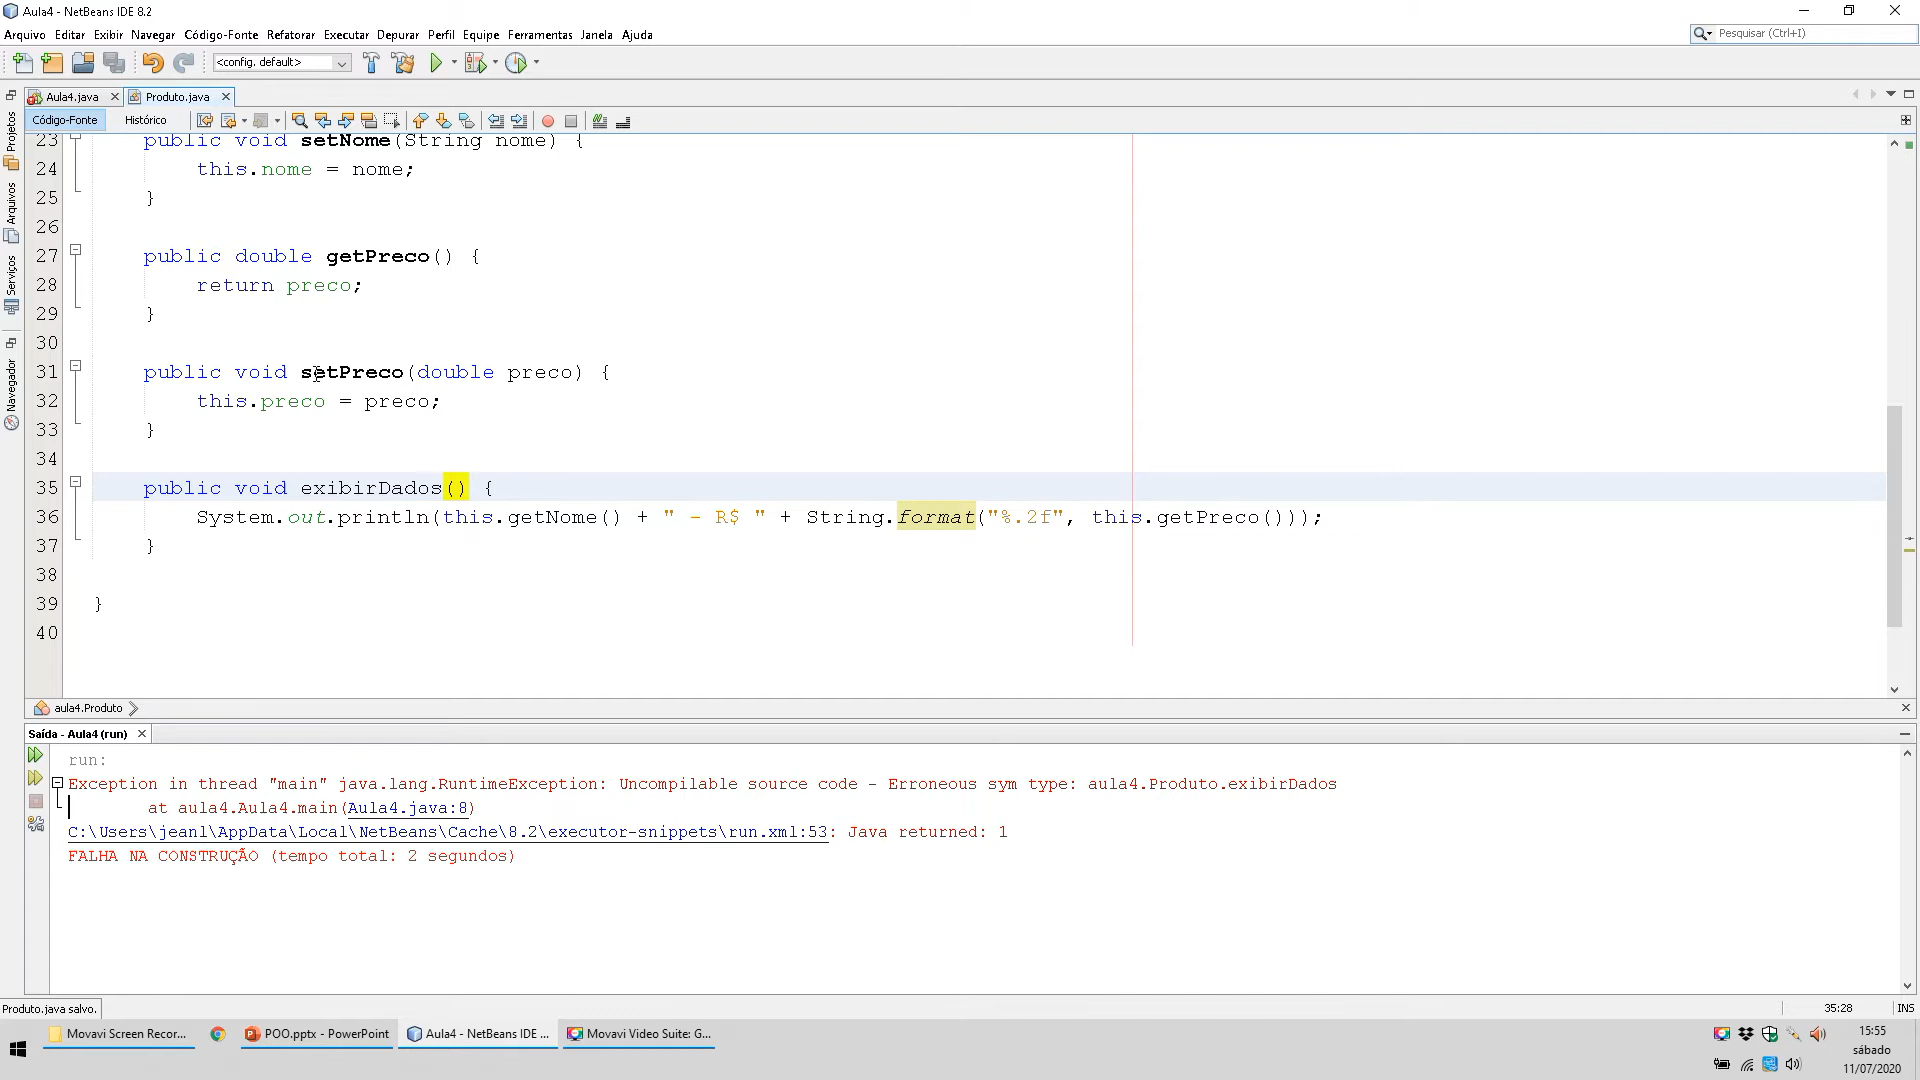 Aula4 - NetBeans IDE 8.2
Arquivo Editar Exibir Navegar Código-Fonte Refatorar Executar Depurar Perfil Equipe Ferramentas Janela Ajuda
Pesquisar (Ctrl+I)
<config. default>
Aula4.java
Produto.java
Código-Fonte Histórico
Projetos
Arquivos
Serviços
Navegador
23 public void setNome(String nome) {
24 this.nome = nome;
25 }
26
27 public double getPreco() {
28 return preco;
29 }
30
31 public void setPreco(double preco) {
32 this.preco = preco;
33 }
34
35 public void exibirDados() {
36 System.out.println(this.getNome() + " - R$ " + String.format("%.2f", this.getPreco()));
37 }
38
39 }
40
aula4.Produto
Saída - Aula4 (run)
run:
Exception in thread "main" java.lang.RuntimeException: Uncompilable source code - Erroneous sym type: aula4.Produto.exibirDados
at aula4.Aula4.main(Aula4.java:8)
C:\Users\jeanl\AppData\Local\NetBeans\Cache\8.2\executor-snippets\run.xml:53: Java returned: 1
FALHA NA CONSTRUÇÃO (tempo total: 2 segundos)
Produto.java salvo.
35:28 INS
Movavi Screen Recor...
POO.pptx - PowerPoint
Aula4 - NetBeans IDE ...
Movavi Video Suite: G...
15:55
sábado
11/07/2020